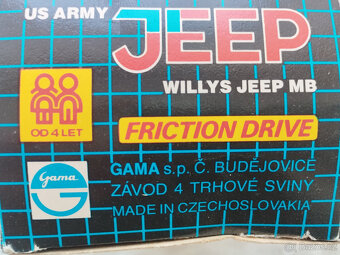 US ARMY
JEEP
WILLYS JEEP MB
OD 4 LET
FRICTION DRIVE
Gama
GAMA s.p. Č. BUDĚJOVICE
ZÁVOD 4 TRHOVÉ SVINY
MADE IN CZECHOSLOVAKIA